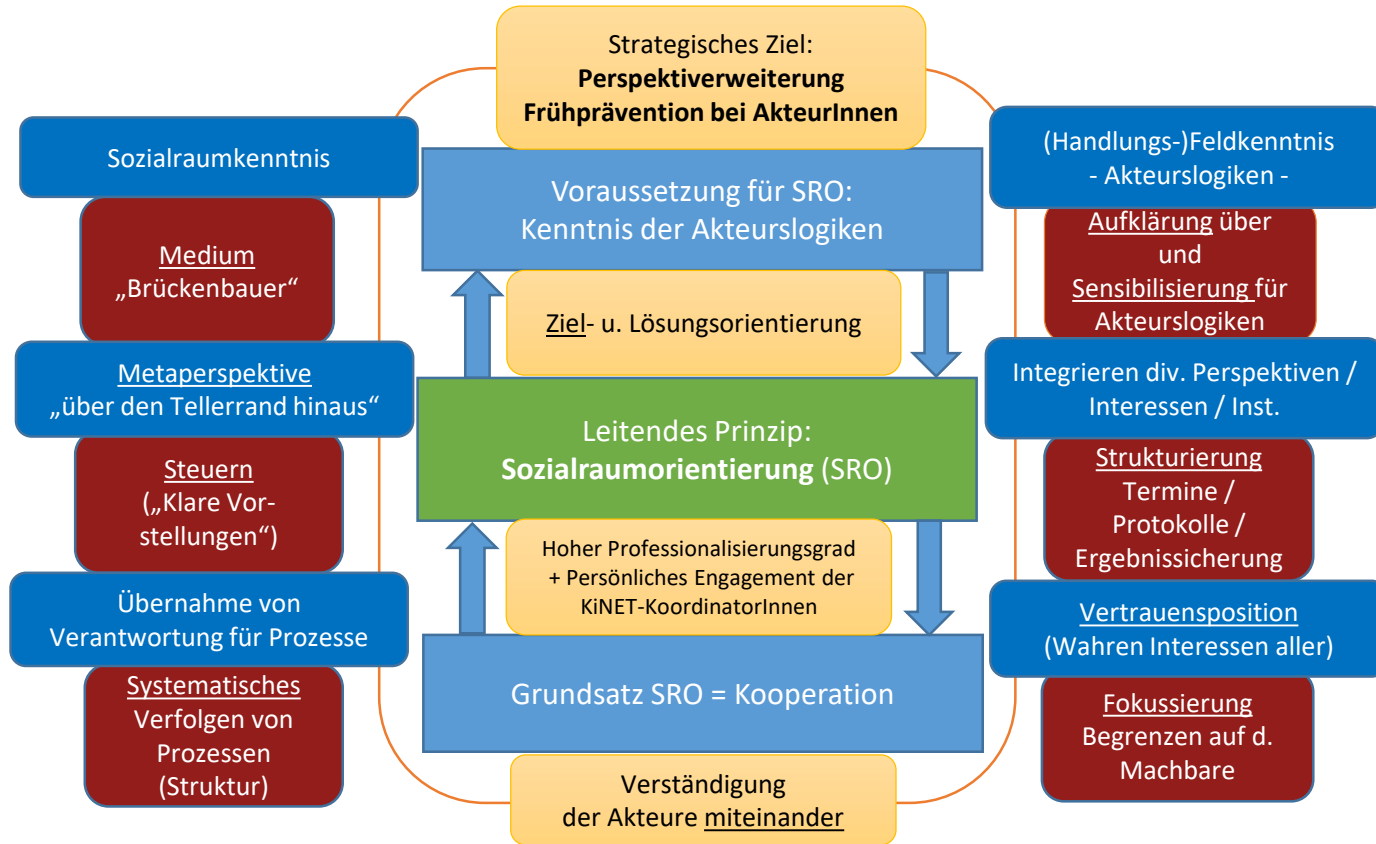 Strategisches Ziel:
Perspektiverweiterung
Frühprävention bei AkteurInnen
Sozialraumkenntnis
Medium
„Brückenbauer“
Metaperspektive
„über den Tellerrand hinaus“
Steuern
(„Klare Vor-
stellungen“)
Übernahme von
Verantwortung für Prozesse
Systematisches
Verfolgen von
Prozessen
(Struktur)
Voraussetzung für SRO:
Kenntnis der Akteurslogiken
Ziel- u. Lösungsorientierung
Leitendes Prinzip:
Sozialraumorientierung (SRO)
Hoher Professionalisierungsgrad
+ Persönliches Engagement der
KiNET-KoordinatorInnen
Grundsatz SRO = Kooperation
Verständigung
der Akteure miteinander
(Handlungs-)Feldkenntnis
- Akteurslogiken -
Aufklärung über
und
Sensibilisierung für
Akteurslogiken
Integrieren div. Perspektiven /
Interessen / Inst.
Strukturierung
Termine /
Protokolle /
Ergebnissicherung
Vertrauensposition
(Wahren Interessen aller)
Fokussierung
Begrenzen auf d.
Machbare